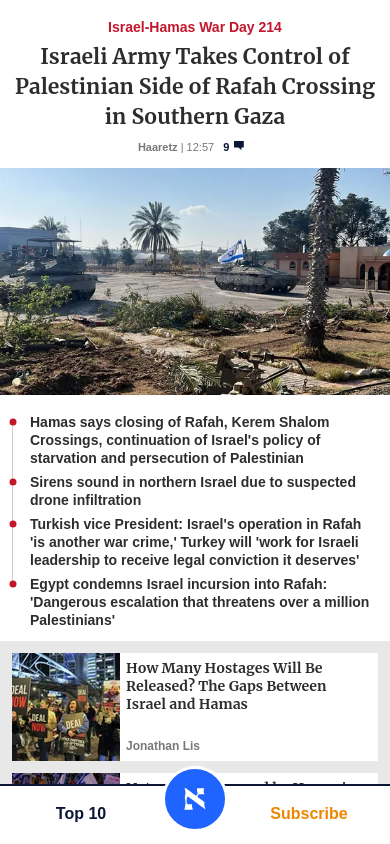 Israel-Hamas War Day 214
Israeli Army Takes Control of
Palestinian Side of Rafah Crossing
in Southern Gaza
Haaretz | 12:57 9
Hamas says closing of Rafah, Kerem Shalom
Crossings, continuation of Israel's policy of
starvation and persecution of Palestinian
Sirens sound in northern Israel due to suspected
drone infiltration
Turkish vice President: Israel's operation in Rafah
'is another war crime,' Turkey will 'work for Israeli
leadership to receive legal conviction it deserves'
Egypt condemns Israel incursion into Rafah:
'Dangerous escalation that threatens over a million
Palestinians'
DEAL
NOW
DEAL
NOW
DEAL
How Many Hostages Will Be
Released? The Gaps Between
Israel and Hamas
Jonathan Lis
Top 10
Subscribe